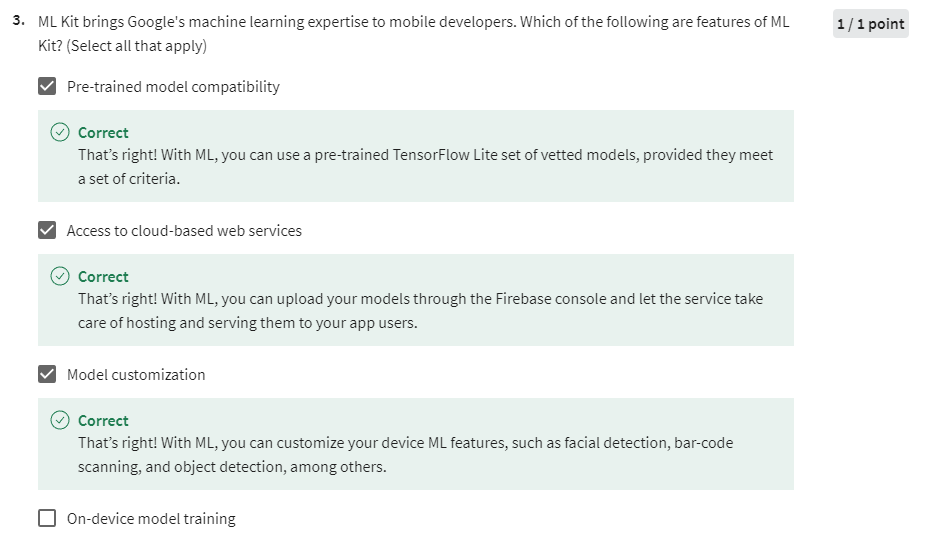 3. ML Kit brings Google's machine learning expertise to mobile developers. Which of the following are features of ML
Kit? (Select all that apply)
1 / 1 point
Pre-trained model compatibility
Correct
That's right! With ML, you can use a pre-trained TensorFlow Lite set of vetted models, provided they meet
a set of criteria.
Access to cloud-based web services
Correct
That's right! With ML, you can upload your models through the Firebase console and let the service take
care of hosting and serving them to your app users.
Model customization
Correct
That's right! With ML, you can customize your device ML features, such as facial detection, bar-code
scanning, and object detection, among others.
On-device model training